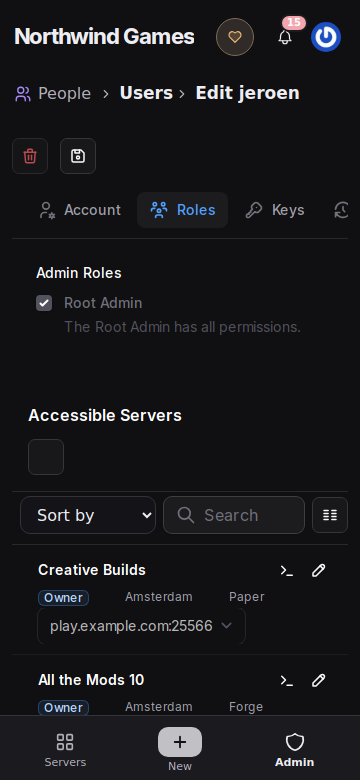 Northwind Games
15
People > Users > Edit jeroen
Account Roles Keys
Admin Roles
Root Admin
The Root Admin has all permissions.
Accessible Servers
Sort by Search
Creative Builds
Owner Amsterdam Paper
play.example.com:25566
All the Mods 10
Owner Amsterdam Forge
Servers New Admin